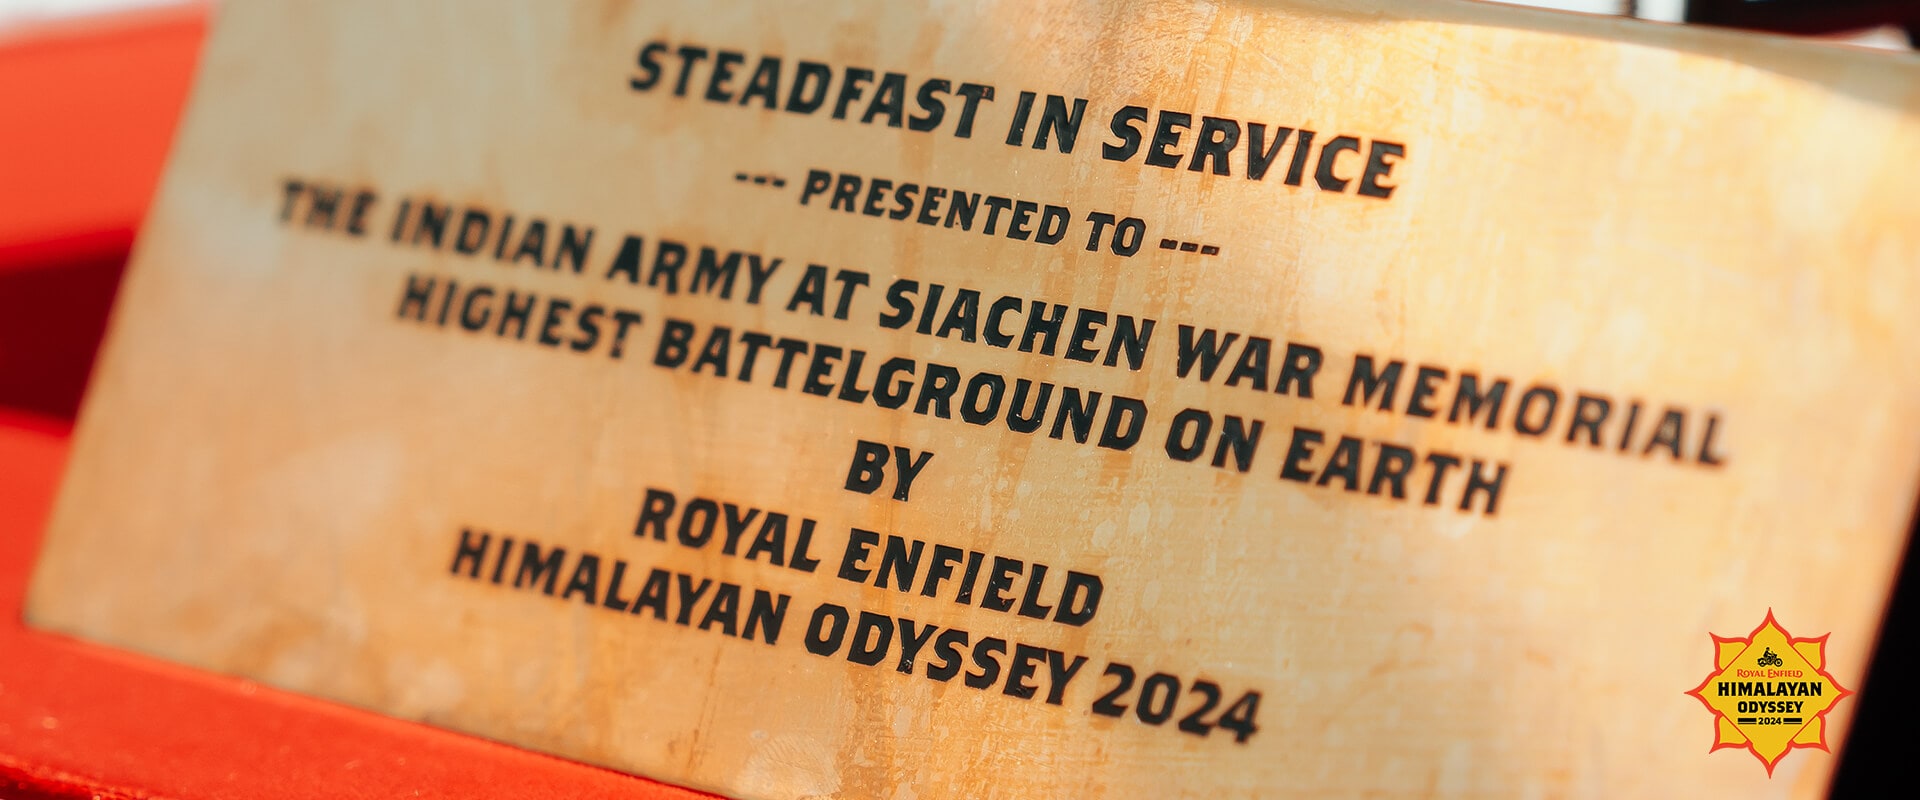 STEADFAST IN SERVICE
--- PRESENTED TO ---
THE INDIAN ARMY AT SIACHEN WAR MEMORIAL
HIGHEST BATTELGROUND ON EARTH
BY
ROYAL ENFIELD
HIMALAYAN ODYSSEY 2024
ROYAL ENFIELD
HIMALAYAN
ODYSSEY
2024